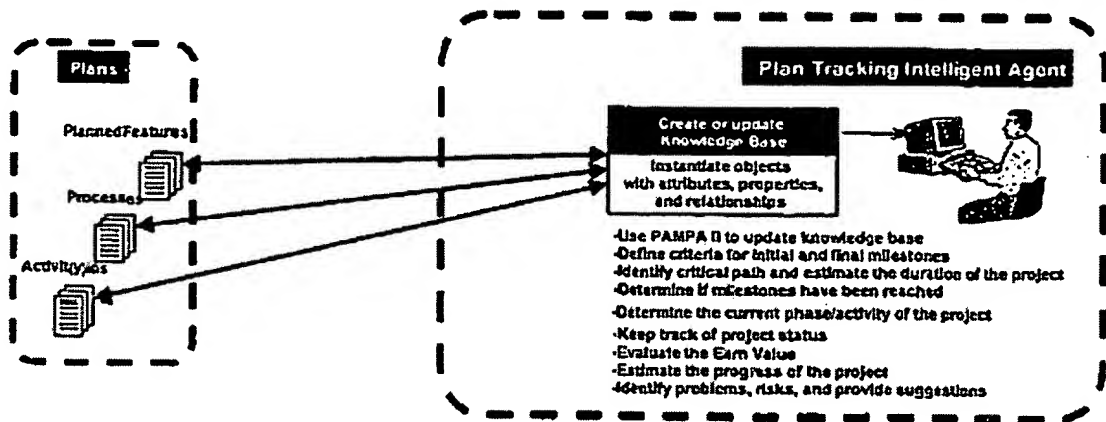 Plans
PlannedFeatures
Processes
Activity/ies
Plan Tracking Intelligent Agent
Create or update
Knowledge Base
Instantiate objects
with attributes, properties,
and relationships
-Use PAMPA II to update knowledge base
-Define criteria for initial and final milestones
-Identify critical path and estimate the duration of the project
-Determine if milestones have been reached
-Determine the current phase/activity of the project
-Keep track of project status
-Evaluate the Earn Value
-Estimate the progress of the project
-Identify problems, risks, and provide suggestions